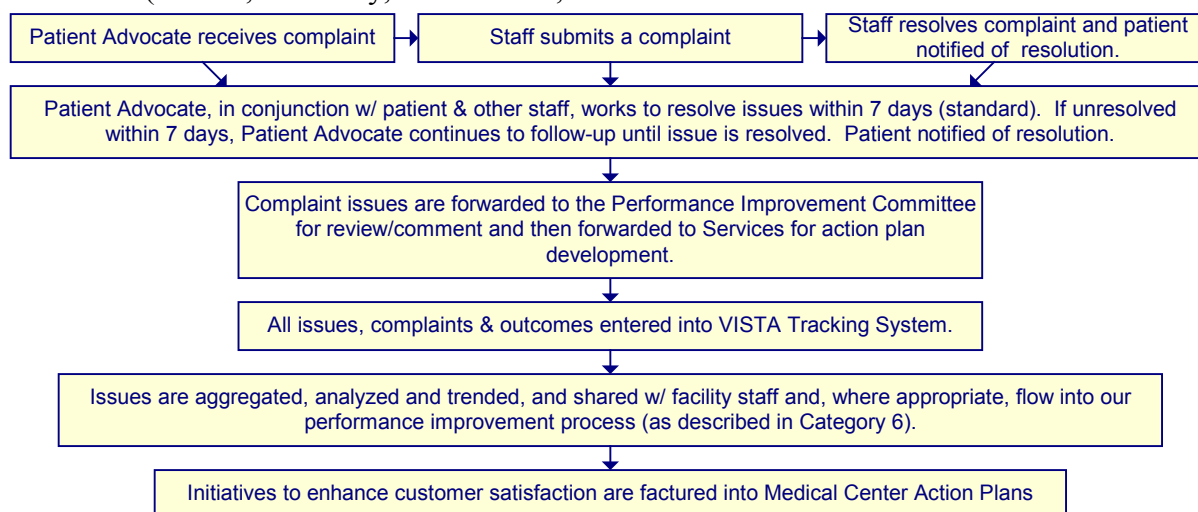 Patient Advocate receives complaint
Staff submits a complaint
Staff resolves complaint and patient
notified of resolution.
Patient Advocate, in conjunction w/ patient & other staff, works to resolve issues within 7 days (standard). If unresolved
within 7 days, Patient Advocate continues to follow-up until issue is resolved. Patient notified of resolution.
Complaint issues are forwarded to the Performance Improvement Committee
for review/comment and then forwarded to Services for action plan
development.
All issues, complaints & outcomes entered into VISTA Tracking System.
Issues are aggregated, analyzed and trended, and shared w/ facility staff and, where appropriate, flow into our
performance improvement process (as described in Category 6).
Initiatives to enhance customer satisfaction are factured into Medical Center Action Plans